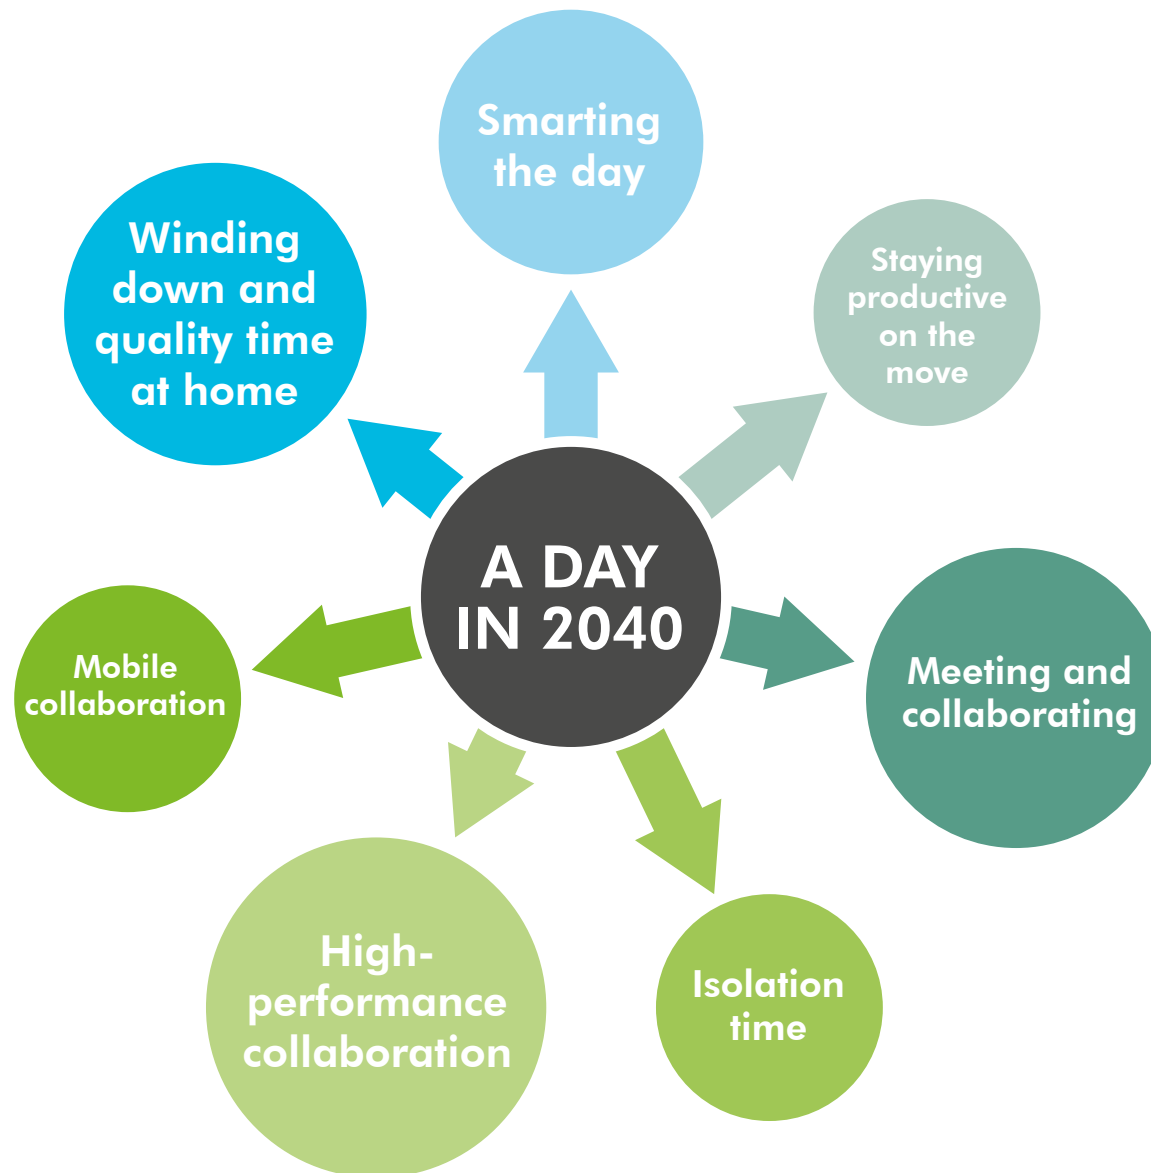 Smarting
the day
Staying
productive
on the
move
Meeting and
collaborating
Isolation
time
High-
performance
collaboration
Mobile
collaboration
Winding
down and
quality time
at home
A DAY
IN 2040